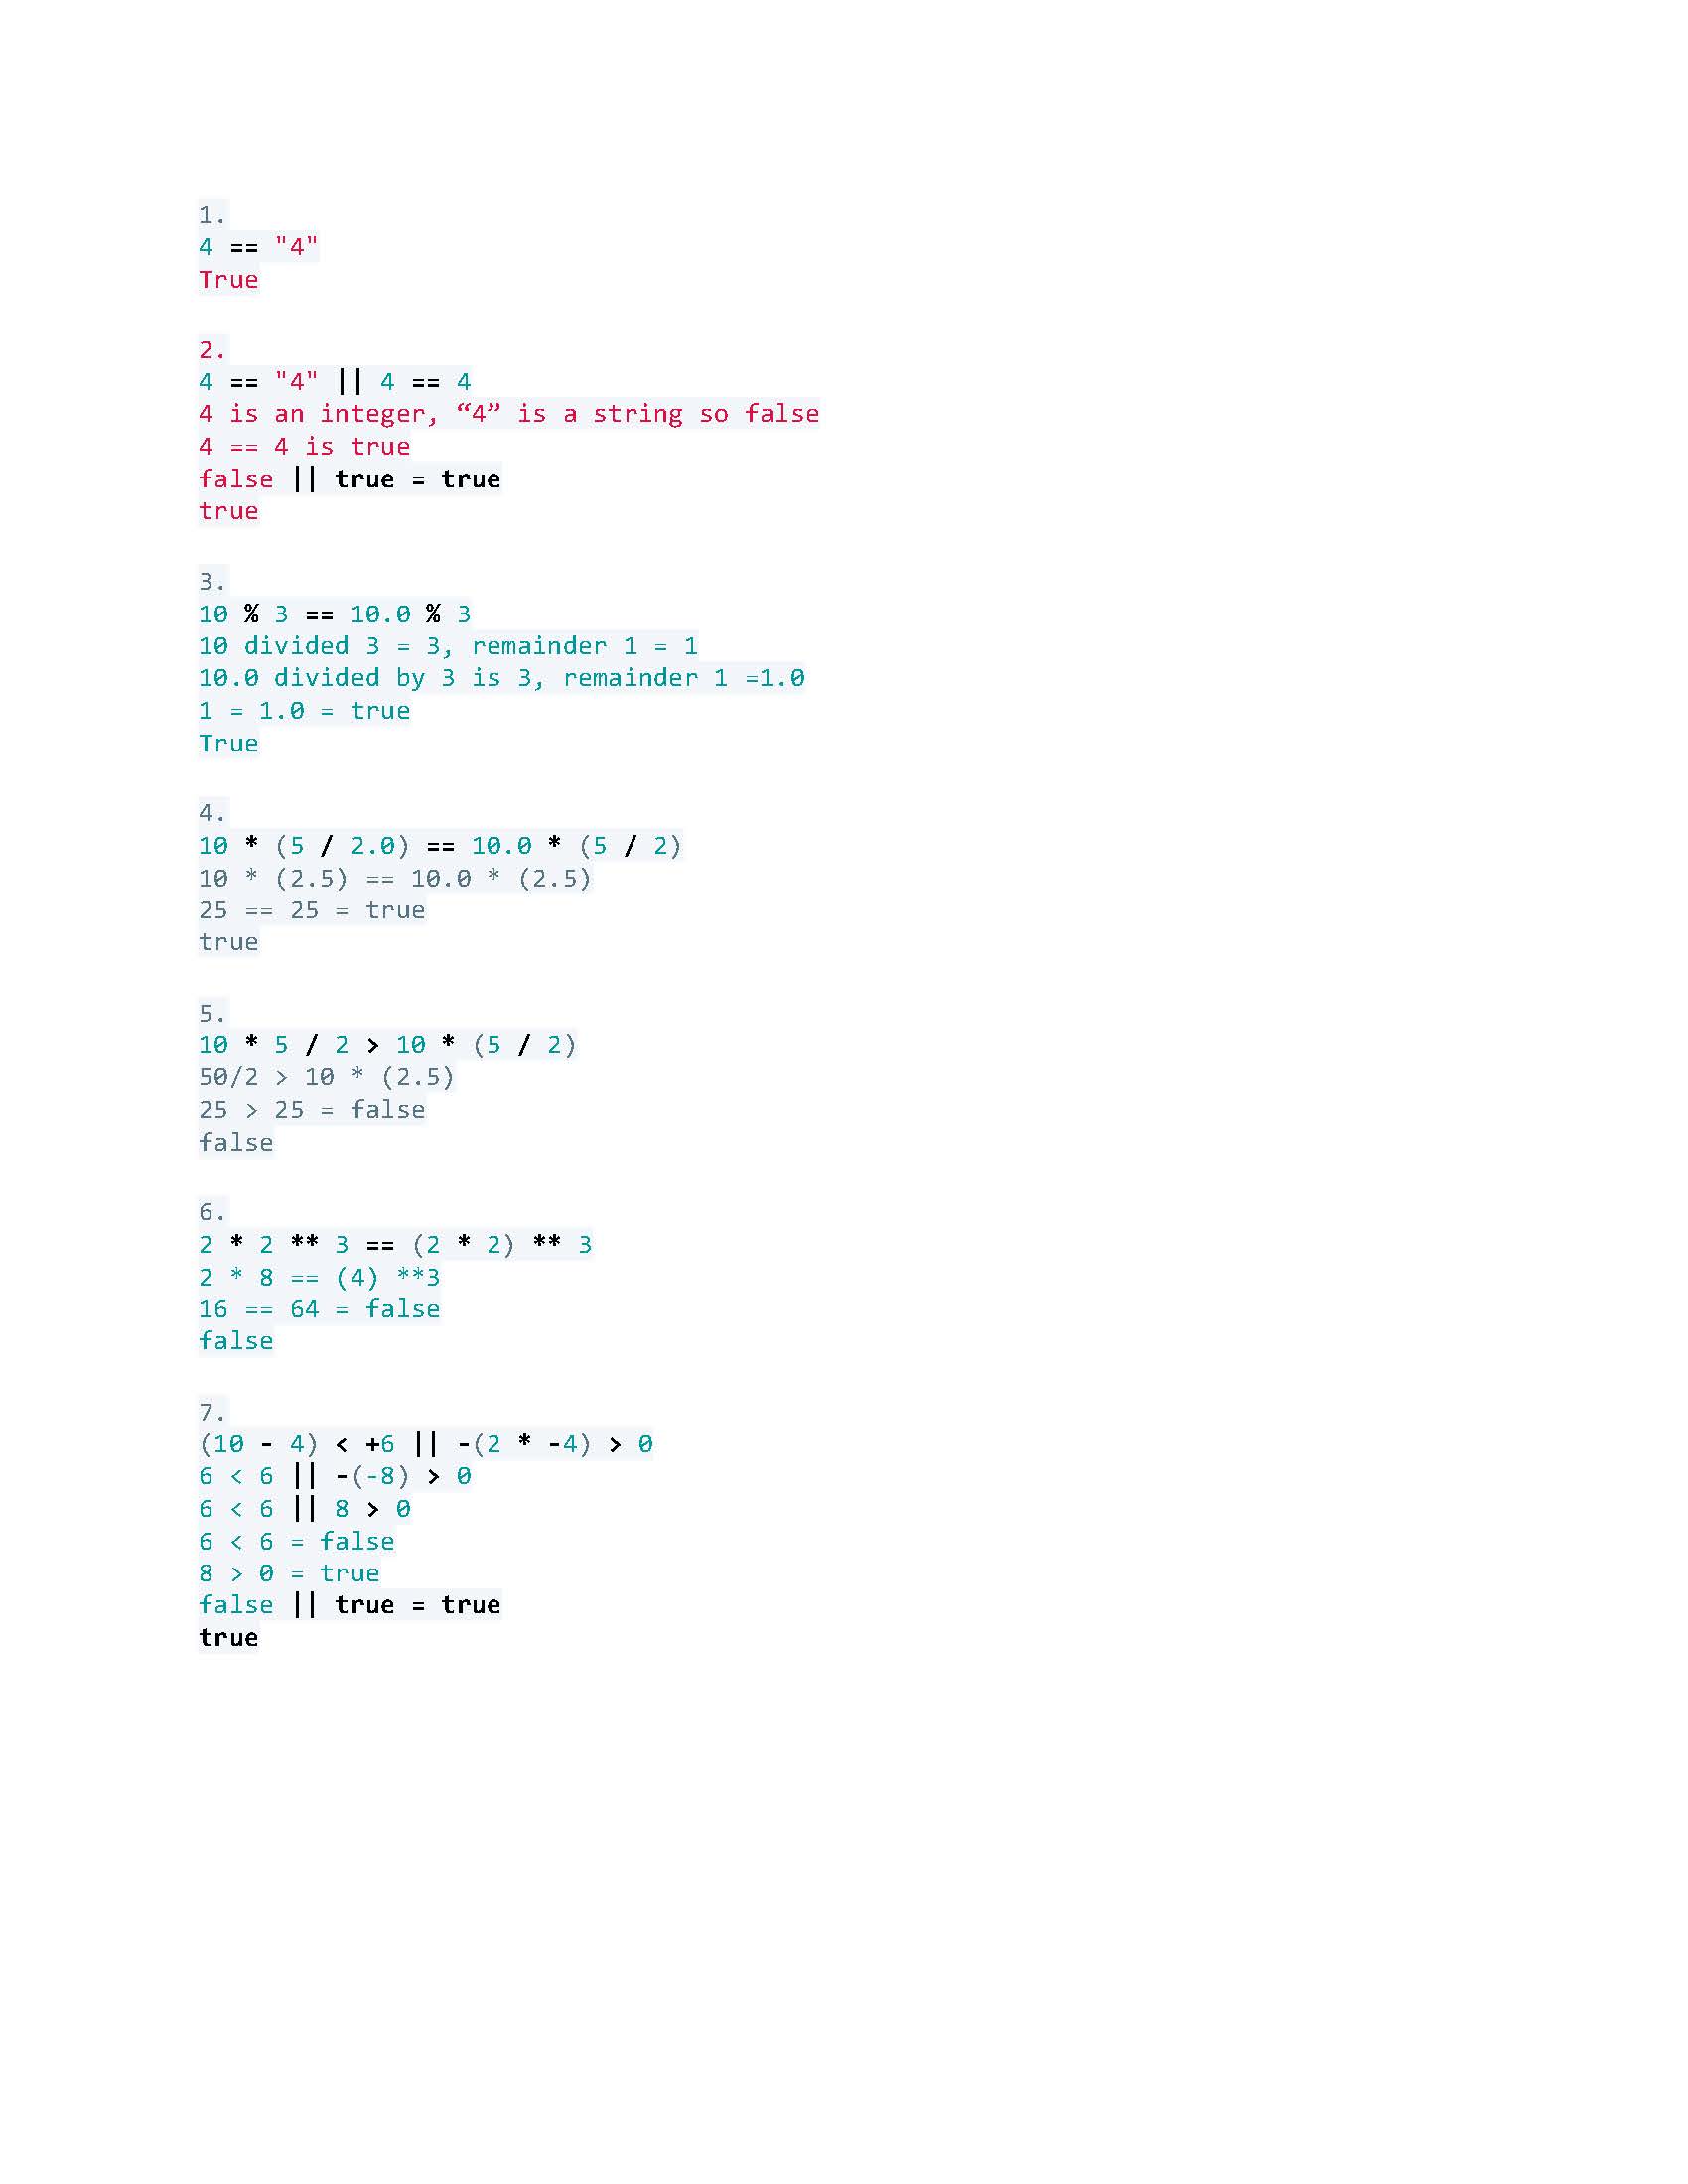 1.
4 == "4"
True
2.
4 == "4" || 4 == 4
4 is an integer, “4” is a string so false
4 == 4 is true
false || true = true
true
3.
10 % 3 == 10.0 % 3
10 divided 3 = 3, remainder 1 = 1
10.0 divided by 3 is 3, remainder 1 =1.0
1 = 1.0 = true
True
4.
10 * (5 / 2.0) == 10.0 * (5 / 2)
10 * (2.5) == 10.0 * (2.5)
25 == 25 = true
true
5.
10 * 5 / 2 > 10 * (5 / 2)
50/2 > 10 * (2.5)
25 > 25 = false
false
6.
2 * 2 ** 3 == (2 * 2) ** 3
2 * 8 == (4) **3
16 == 64 = false
false
7.
(10 - 4) < +6 || -(2 * -4) > 0
6 < 6 || -(-8) > 0
6 < 6 || 8 > 0
6 < 6 = false
8 > 0 = true
false || true = true
true